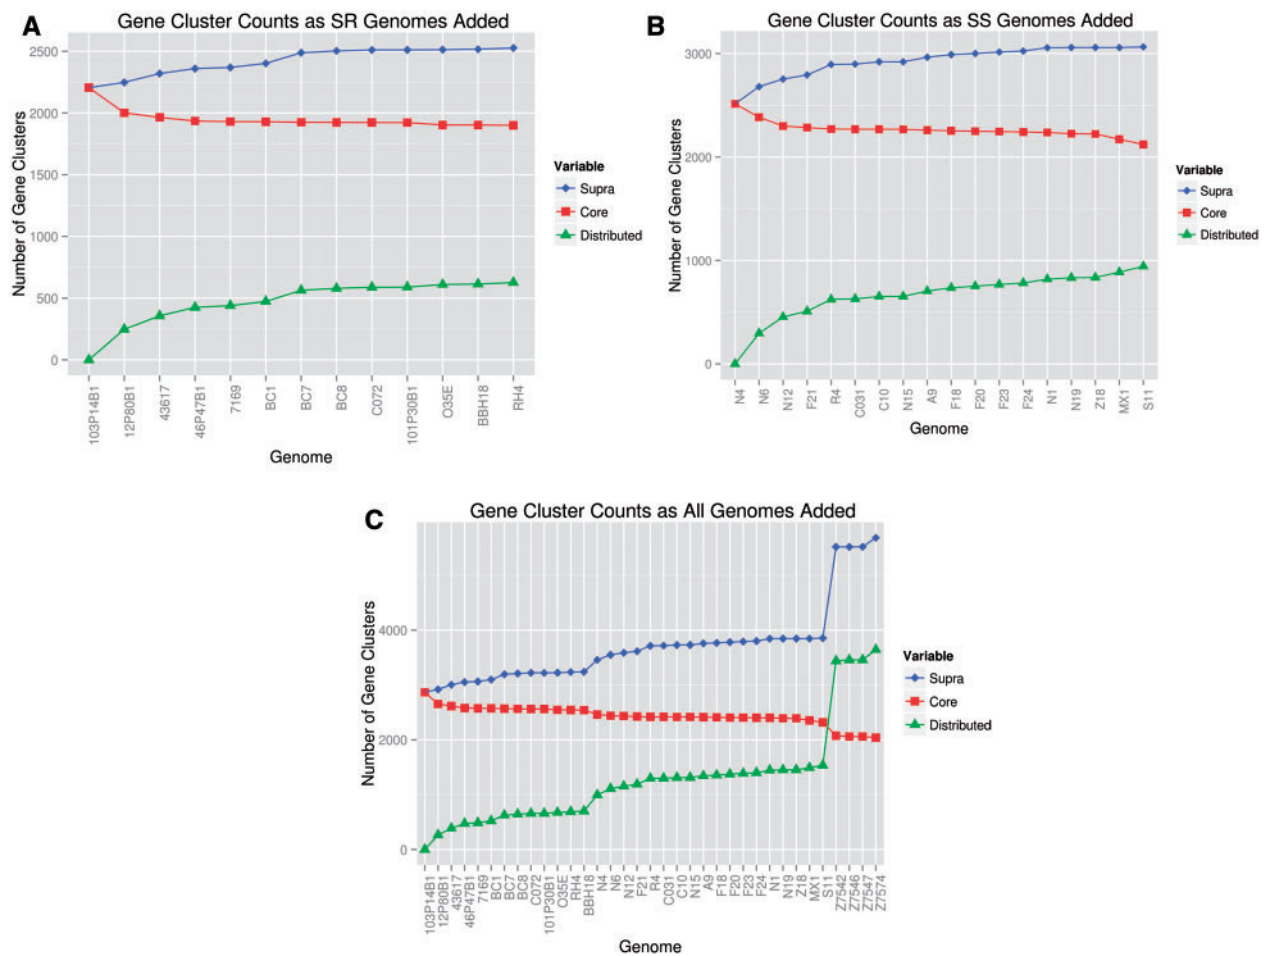 A
Gene Cluster Counts as SR Genomes Added
Number of Gene Clusters
2500
2000
1500
1000
500
0
103P14B1
12P80B1
43617
46P47B1
7169
BC1
BC7
BC8
C072
101P30B1
O35E
BBH18
RH4
Genome
Variable
Supra
Core
Distributed
B
Gene Cluster Counts as SS Genomes Added
Number of Gene Clusters
3000
2000
1000
0
N4
N6
N12
F21
R4
C031
C10
N15
A9
F18
F20
F23
F24
N1
N19
Z18
MX1
S11
Genome
Variable
Supra
Core
Distributed
C
Gene Cluster Counts as All Genomes Added
Number of Gene Clusters
4000
2000
0
103P14B1
12P80B1
43617
46P47B1
7169
BC1
BC7
BC8
C072
101P30B1
O35E
RH4
BBH18
N4
N6
N12
F21
R4
C031
C10
N15
A9
F18
F20
F23
F24
N1
N19
Z18
MX1
S11
Z7542
Z7546
Z7547
Z7574
Genome
Variable
Supra
Core
Distributed